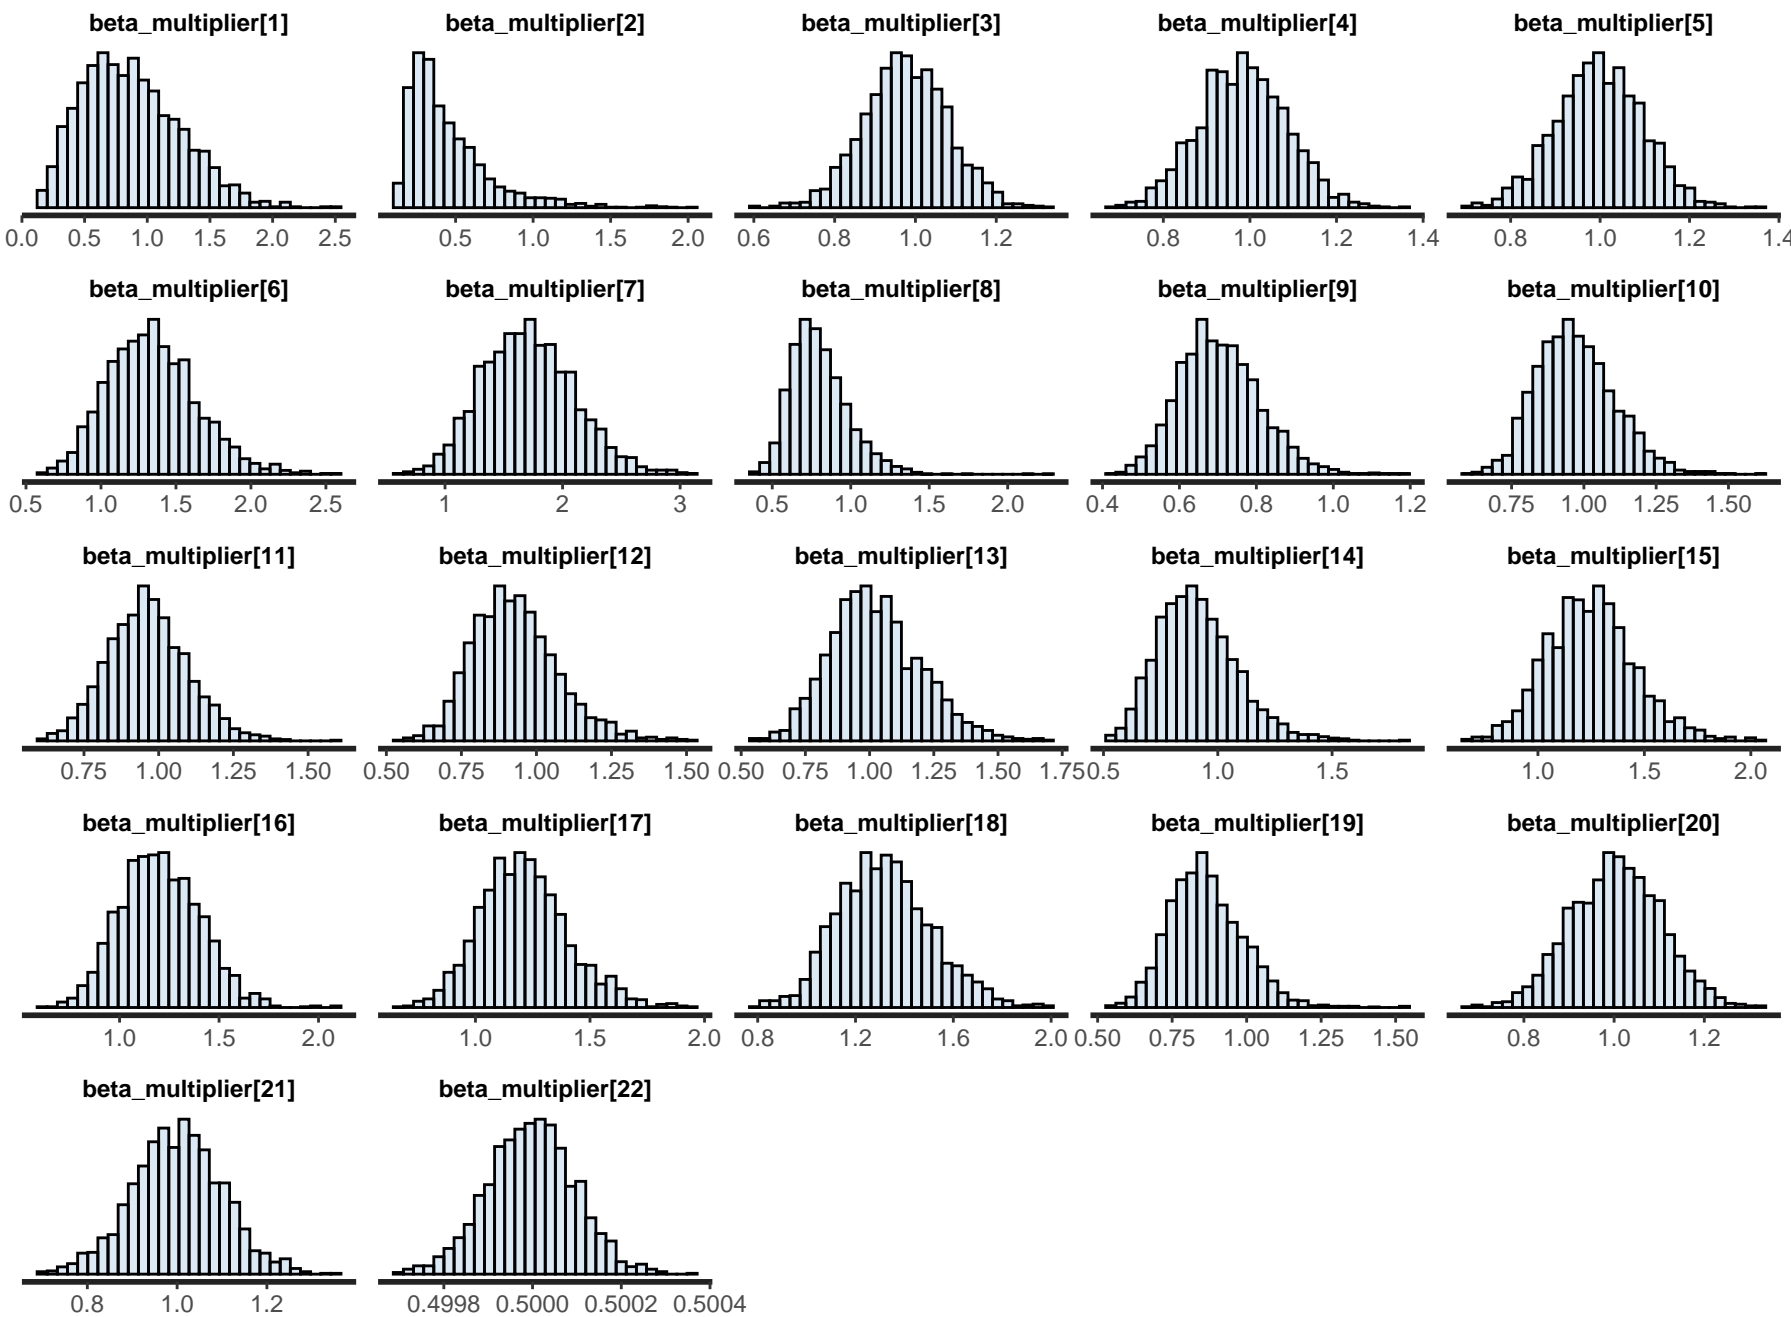 beta_multiplier[1] beta_multiplier[2] beta_multiplier[3] beta_multiplier[4] beta_multiplier[5]
0.0 0.5 1.0 1.5 2.0 2.5 0.5 1.0 1.5 2.0 0.6 0.8 1.0 1.2 0.8 1.0 1.2 1.4 0.8 1.0 1.2 1.4
beta_multiplier[6] beta_multiplier[7] beta_multiplier[8] beta_multiplier[9] beta_multiplier[10]
0.5 1.0 1.5 2.0 2.5 1 2 3 0.5 1.0 1.5 2.0 0.4 0.6 0.8 1.0 1.2 0.75 1.00 1.25 1.50
beta_multiplier[11] beta_multiplier[12] beta_multiplier[13] beta_multiplier[14] beta_multiplier[15]
0.75 1.00 1.25 1.50 0.50 0.75 1.00 1.25 1.50 0.50 0.75 1.00 1.25 1.50 1.75 0.5 1.0 1.5 1.0 1.5 2.0
beta_multiplier[16] beta_multiplier[17] beta_multiplier[18] beta_multiplier[19] beta_multiplier[20]
1.0 1.5 2.0 1.0 1.5 2.0 0.8 1.2 1.6 2.0 0.50 0.75 1.00 1.25 1.50 0.8 1.0 1.2
beta_multiplier[21] beta_multiplier[22]
0.8 1.0 1.2 0.4998 0.5000 0.5002 0.5004